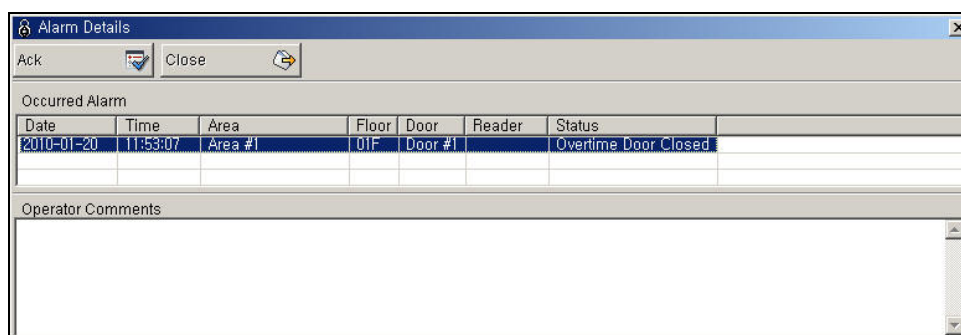 Alarm Details
Ack Close
Occurred Alarm
Date Time Area Floor Door Reader Status
2010-01-20 11:53:07 Area #1 01F Door #1 Overtime Door Closed
Operator Comments